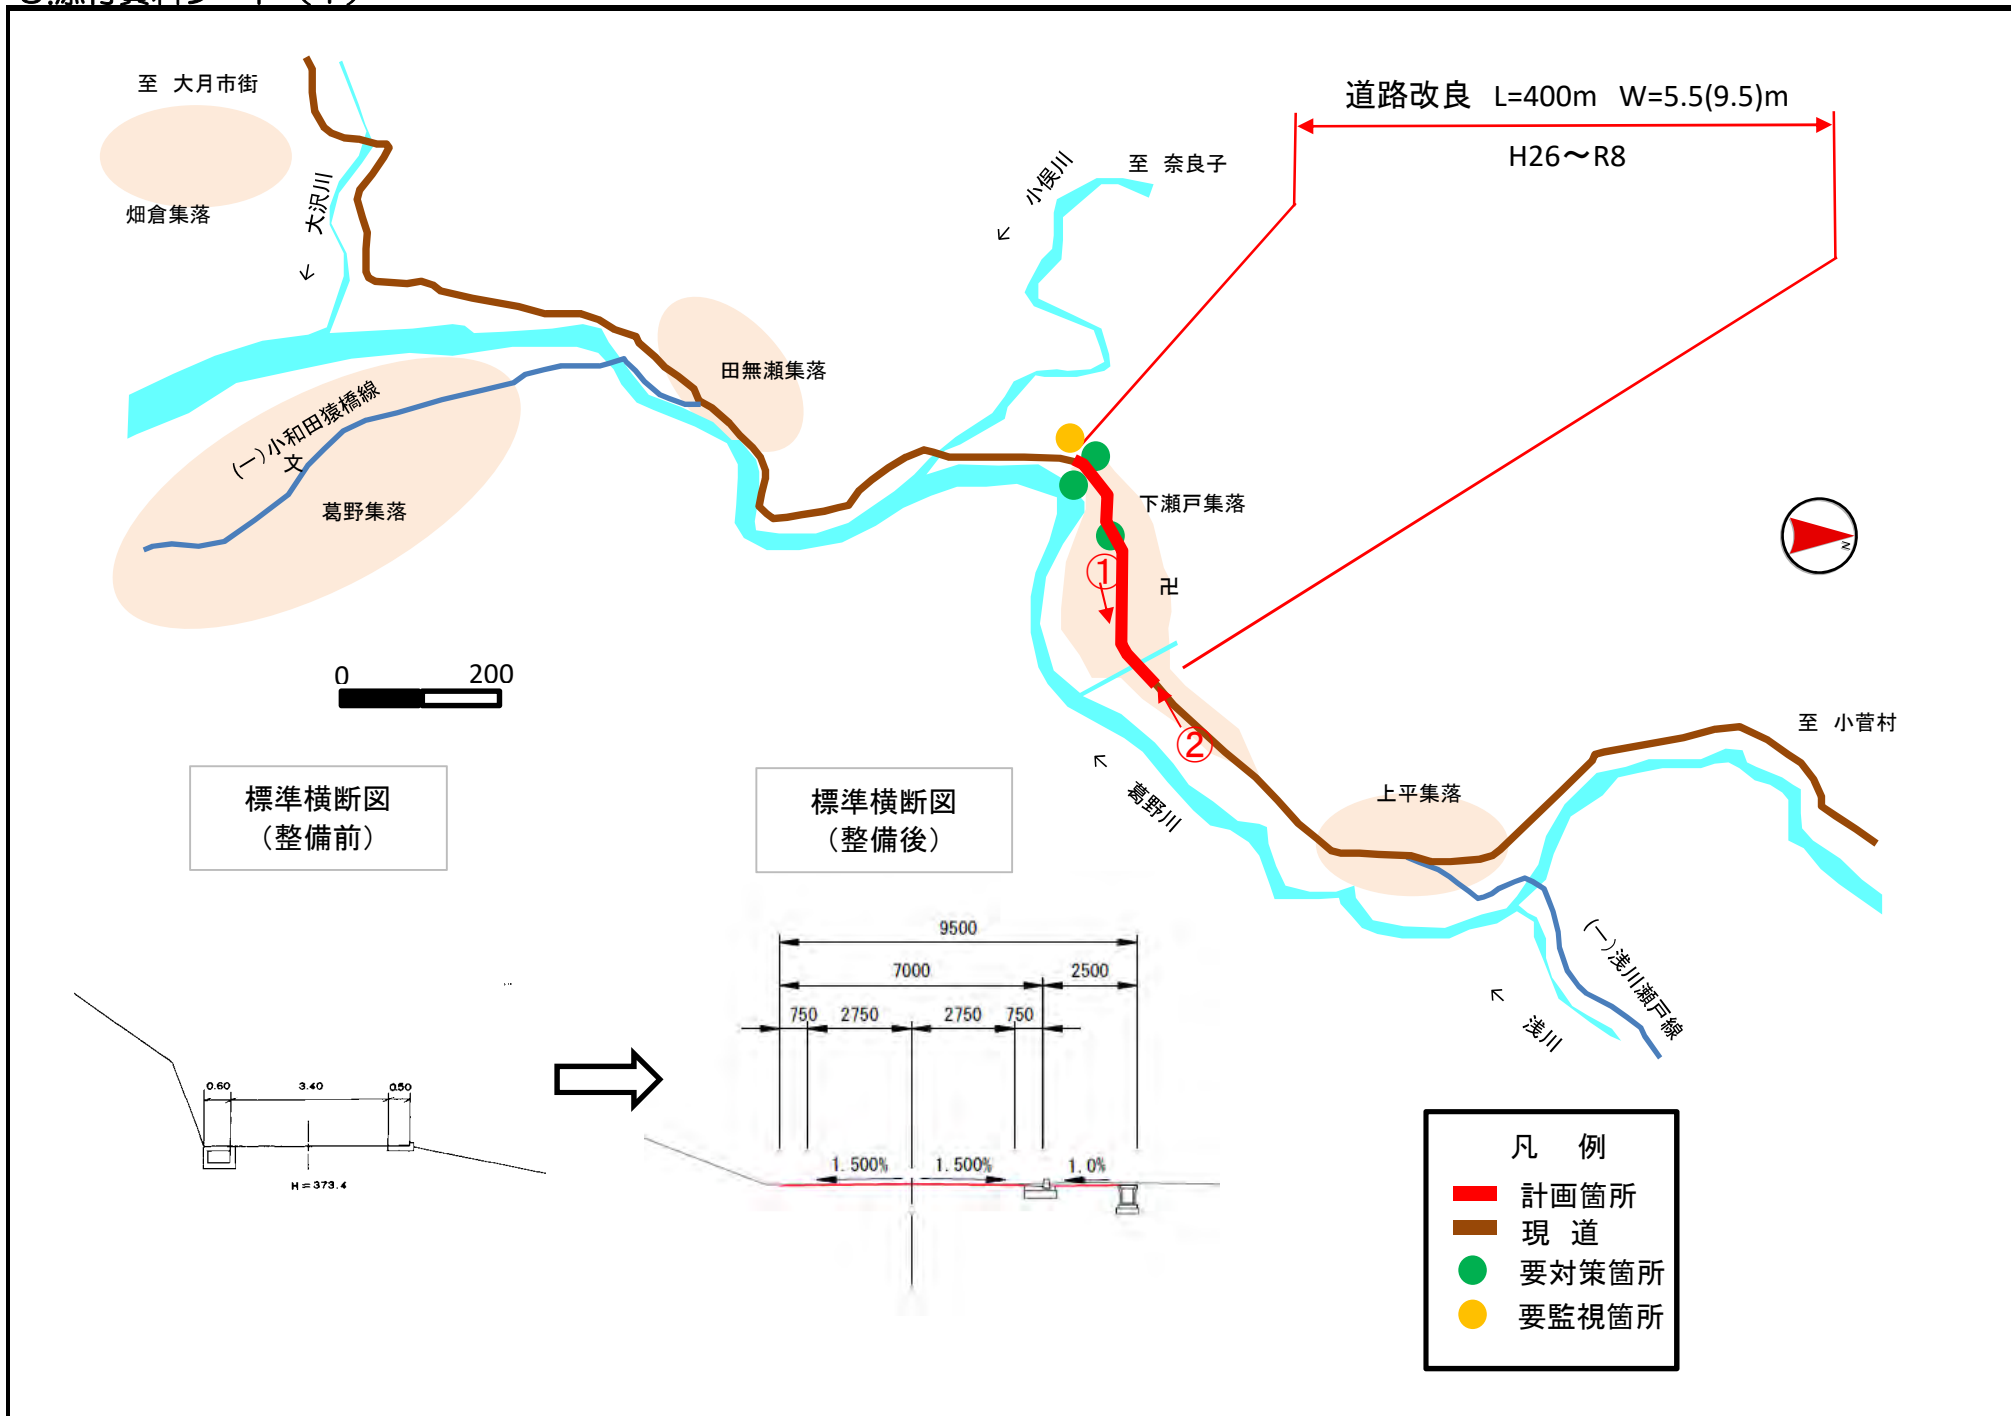 至 大月市街
畑倉集落
大沢川
小俣川
至 奈良子
道路改良 L=400m W=5.5(9.5)m
H26～R8
田無瀬集落
(一)小和田猿橋線
文
葛野集落
下瀬戸集落
①
卍
②
N
0 200
至 小菅村
上平集落
葛野川
(一)浅川瀬戸線
浅川
標準横断図
（整備前）
標準横断図
（整備後）
0.60 3.40 0.50
H=373.4
9500
7000 2500
750 2750 2750 750
1.500% 1.500% 1.0%
凡 例
計画箇所
現 道
要対策箇所
要監視箇所